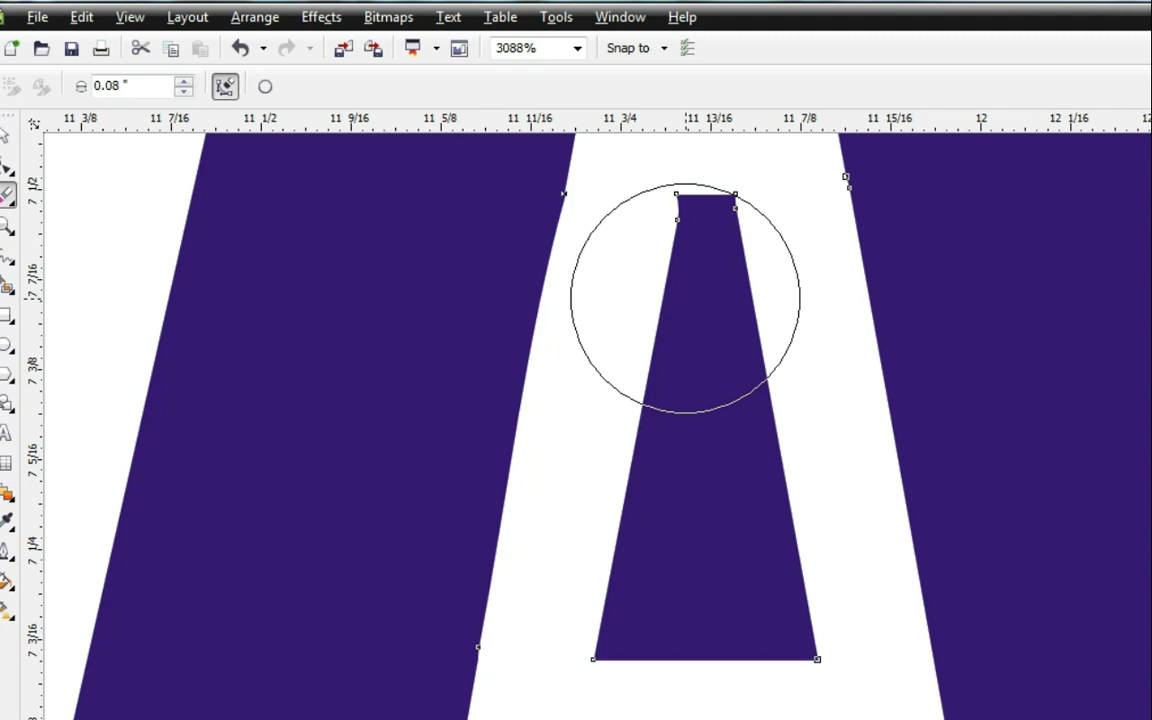 File Edit View Layout Arrange Effects Bitmaps Text Table Tools Window Help
3088% Snap to
0.08 "
11 3/8 11 7/16 11 1/2 11 9/16 11 5/8 11 11/16 11 3/4 11 13/16 11 7/8 11 15/16 12 12 1/16 12
7 1/2
7 7/16
7 3/8
7 5/16
7 1/4
7 3/16